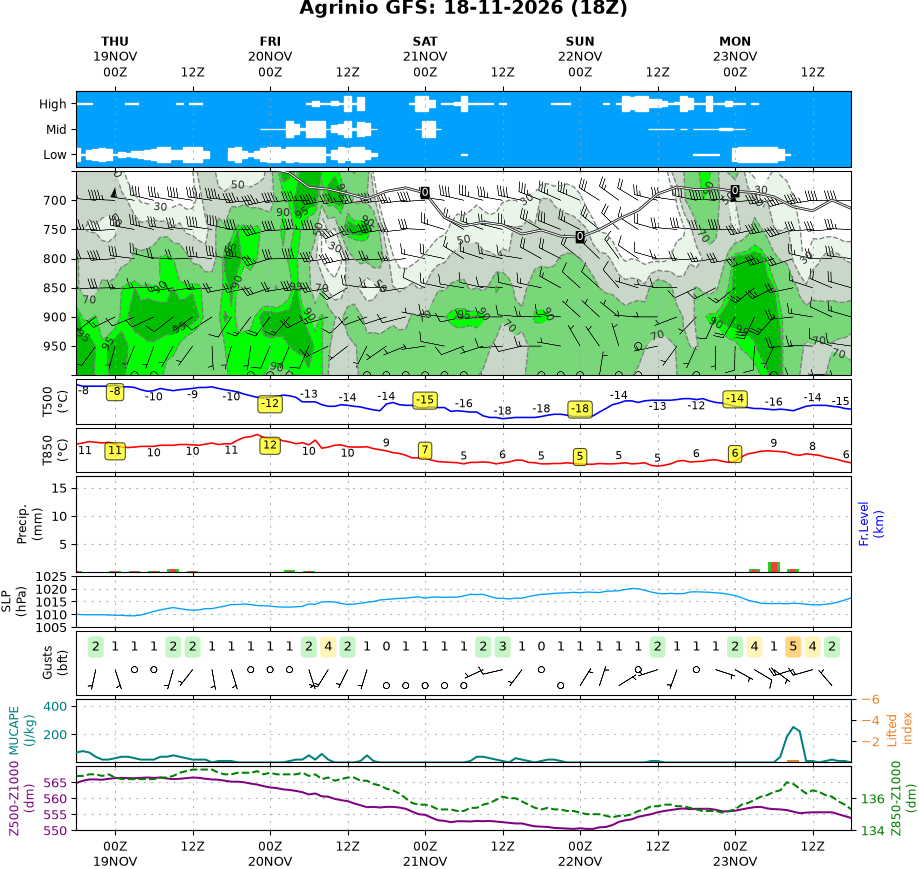 Agrinio GFS: 18-11-2026 (18Z)
THU FRI SAT SUN MON
19NOV 20NOV 21NOV 22NOV 23NOV
00Z 12Z 00Z 12Z 00Z 12Z 00Z 12Z 00Z 12Z
High
Mid
Low
700
750
800
850
900
950
T500 (°C)
-8 -8 -10 -9 -10 -12 -13 -14 -14 -15 -16 -18 -18 -18 -14 -13 -12 -14 -16 -14 -15
T850 (°C)
11 11 10 10 11 12 10 10 9 7 5 6 5 5 5 5 6 6 9 8 6
Precip. (mm)
15
10
5
Fr.Level (km)
SLP (hPa)
1025
1020
1015
1010
1005
Gusts (bft)
2 1 1 1 2 2 1 1 1 1 1 2 4 2 1 0 1 1 1 1 2 3 1 0 1 1 1 1 1 2 1 1 1 2 4 1 5 4 2
MUCAPE (J/kg)
400
200
−6
−4
−2
Lifted index
Z500-Z1000 (dm)
565
560
555
550
136
134
Z850-Z1000 (dm)
00Z 12Z 00Z 12Z 00Z 12Z 00Z 12Z 00Z 12Z
19NOV 20NOV 21NOV 22NOV 23NOV